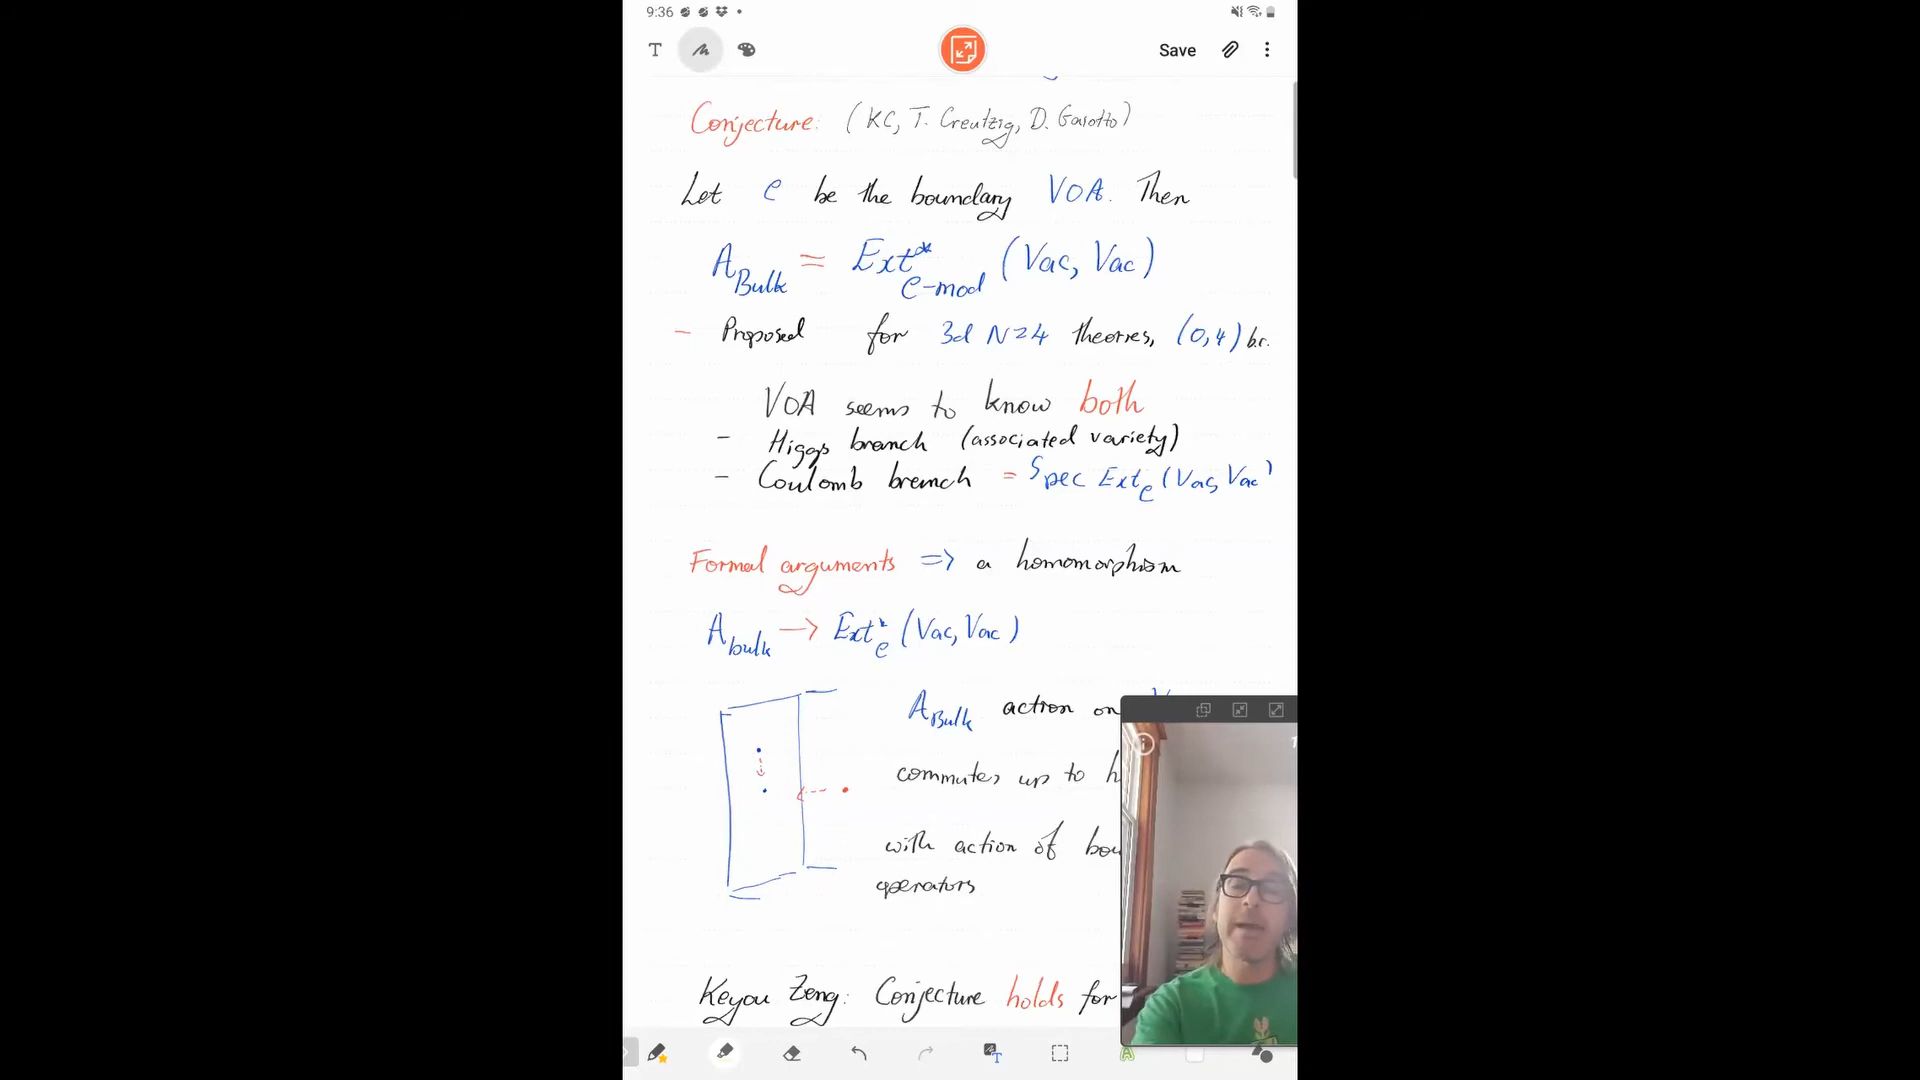 9:36
T
Save
Conjecture: (KC, T. Creutzig, D. Gaiotto)
Let C be the boundary VOA. Then
A_Bulk = Ext*_C-mod (Vac, Vac)
- Proposed for 3d N=4 theories, (0,4) b.c.
VOA seems to know both
- Higgs branch (associated variety)
- Coulomb branch = Spec Ext_C (Vac, Vac)
Formal arguments => a homomorphism
A_bulk → Ext*_C (Vac, Vac)
A_Bulk action on V
commutes up to h
with action of bou
operators
Keyou Zeng: Conjecture holds for